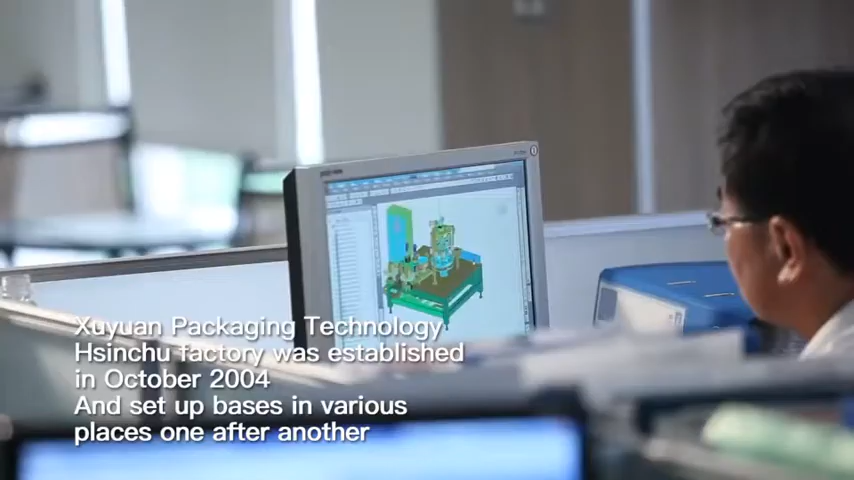 Xuyuan Packaging Technology
Hsinchu factory was established
in October 2004
And set up bases in various
places one after another